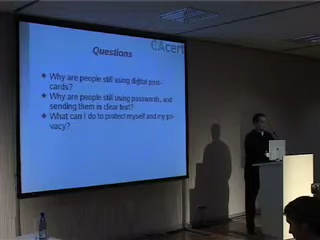 CAcert
Questions
Why are people still using digital post-
cards?
Why are people still using passwords, and
sending them in clear text?
What can I do to protect myself and my pri-
vacy?